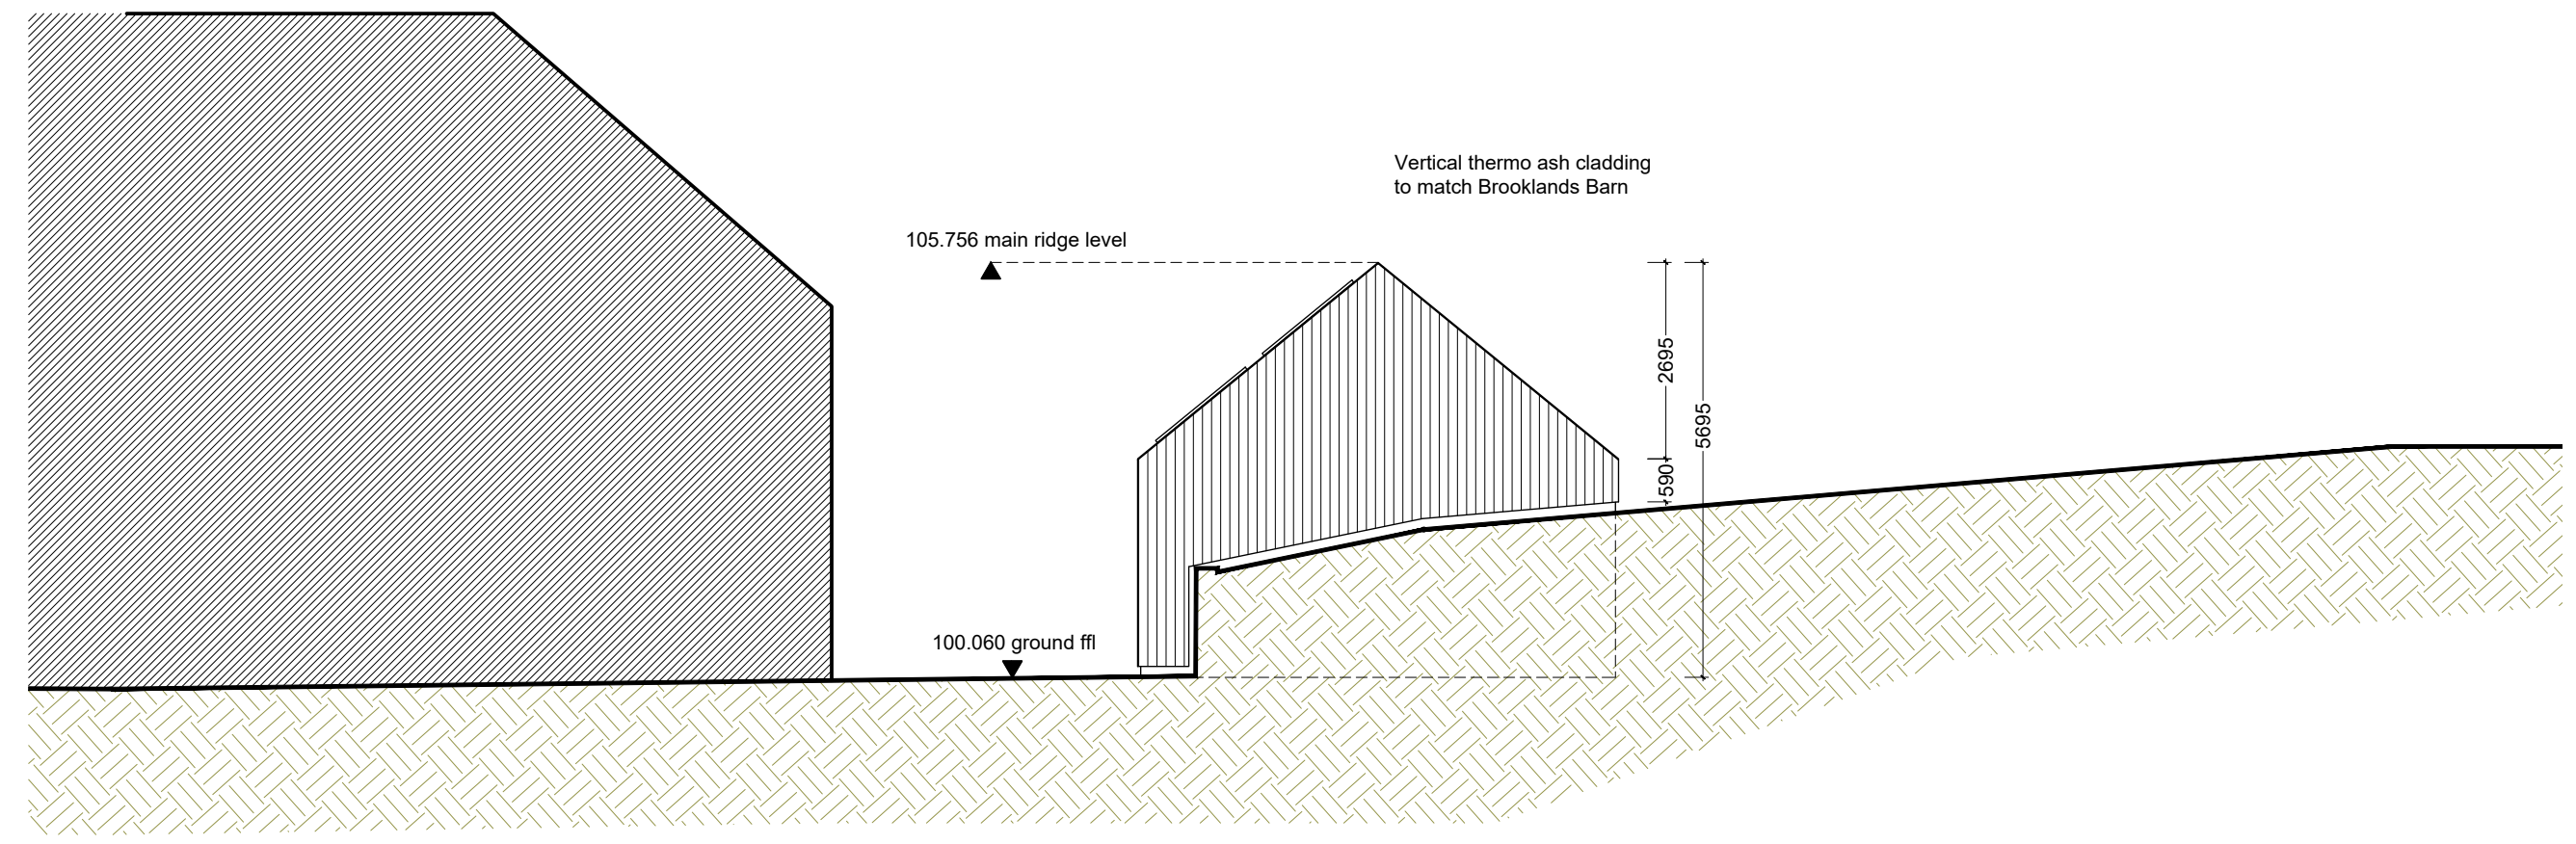 Vertical thermo ash cladding
to match Brooklands Barn
105.756 main ridge level
2695
5695
590
100.060 ground ffl